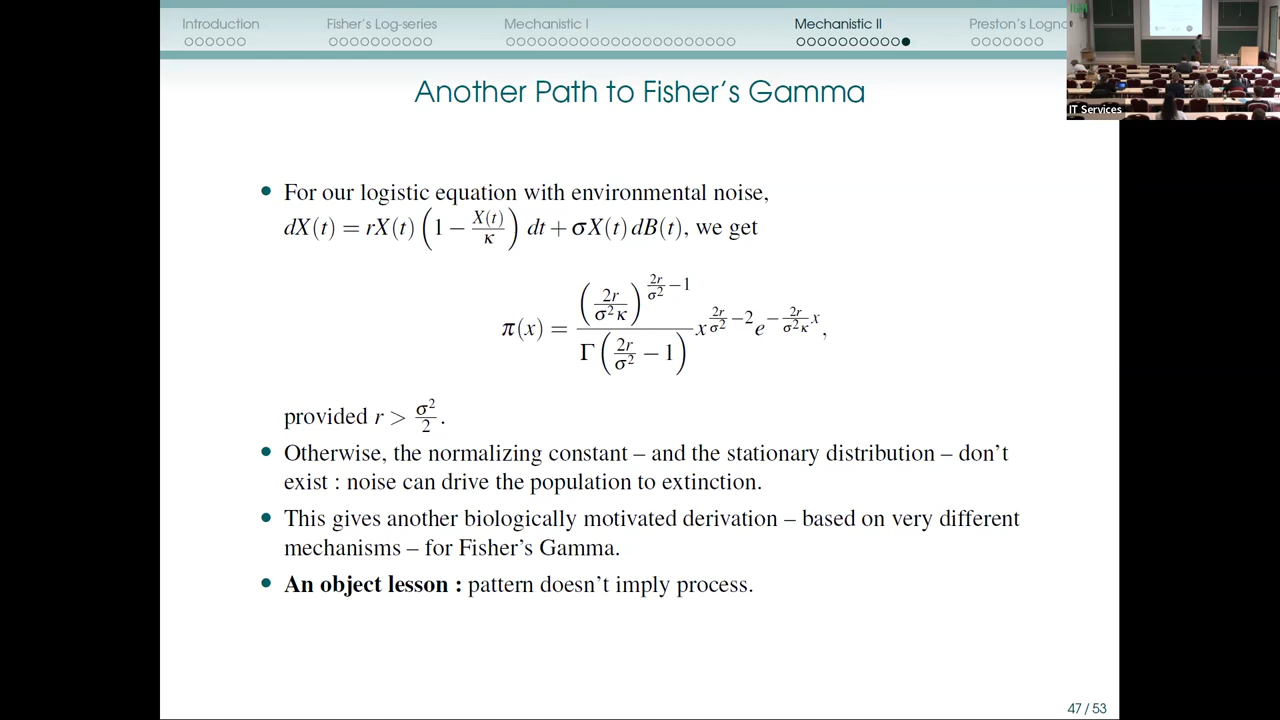 Introduction Fisher's Log-series Mechanistic I Mechanistic II Preston's Logno
IT Services
Another Path to Fisher's Gamma
• For our logistic equation with environmental noise,
dX(t) = rX(t) (1 − X(t)/κ) dt + σX(t) dB(t), we get
π(x) = (2r/σ²κ)^(2r/σ² − 1) / Γ(2r/σ² − 1) x^(2r/σ² − 2) e^(−2r/σ²κ x),
provided r > σ²/2.
• Otherwise, the normalizing constant – and the stationary distribution – don't
exist : noise can drive the population to extinction.
• This gives another biologically motivated derivation – based on very different
mechanisms – for Fisher's Gamma.
• An object lesson : pattern doesn't imply process.
47 / 53